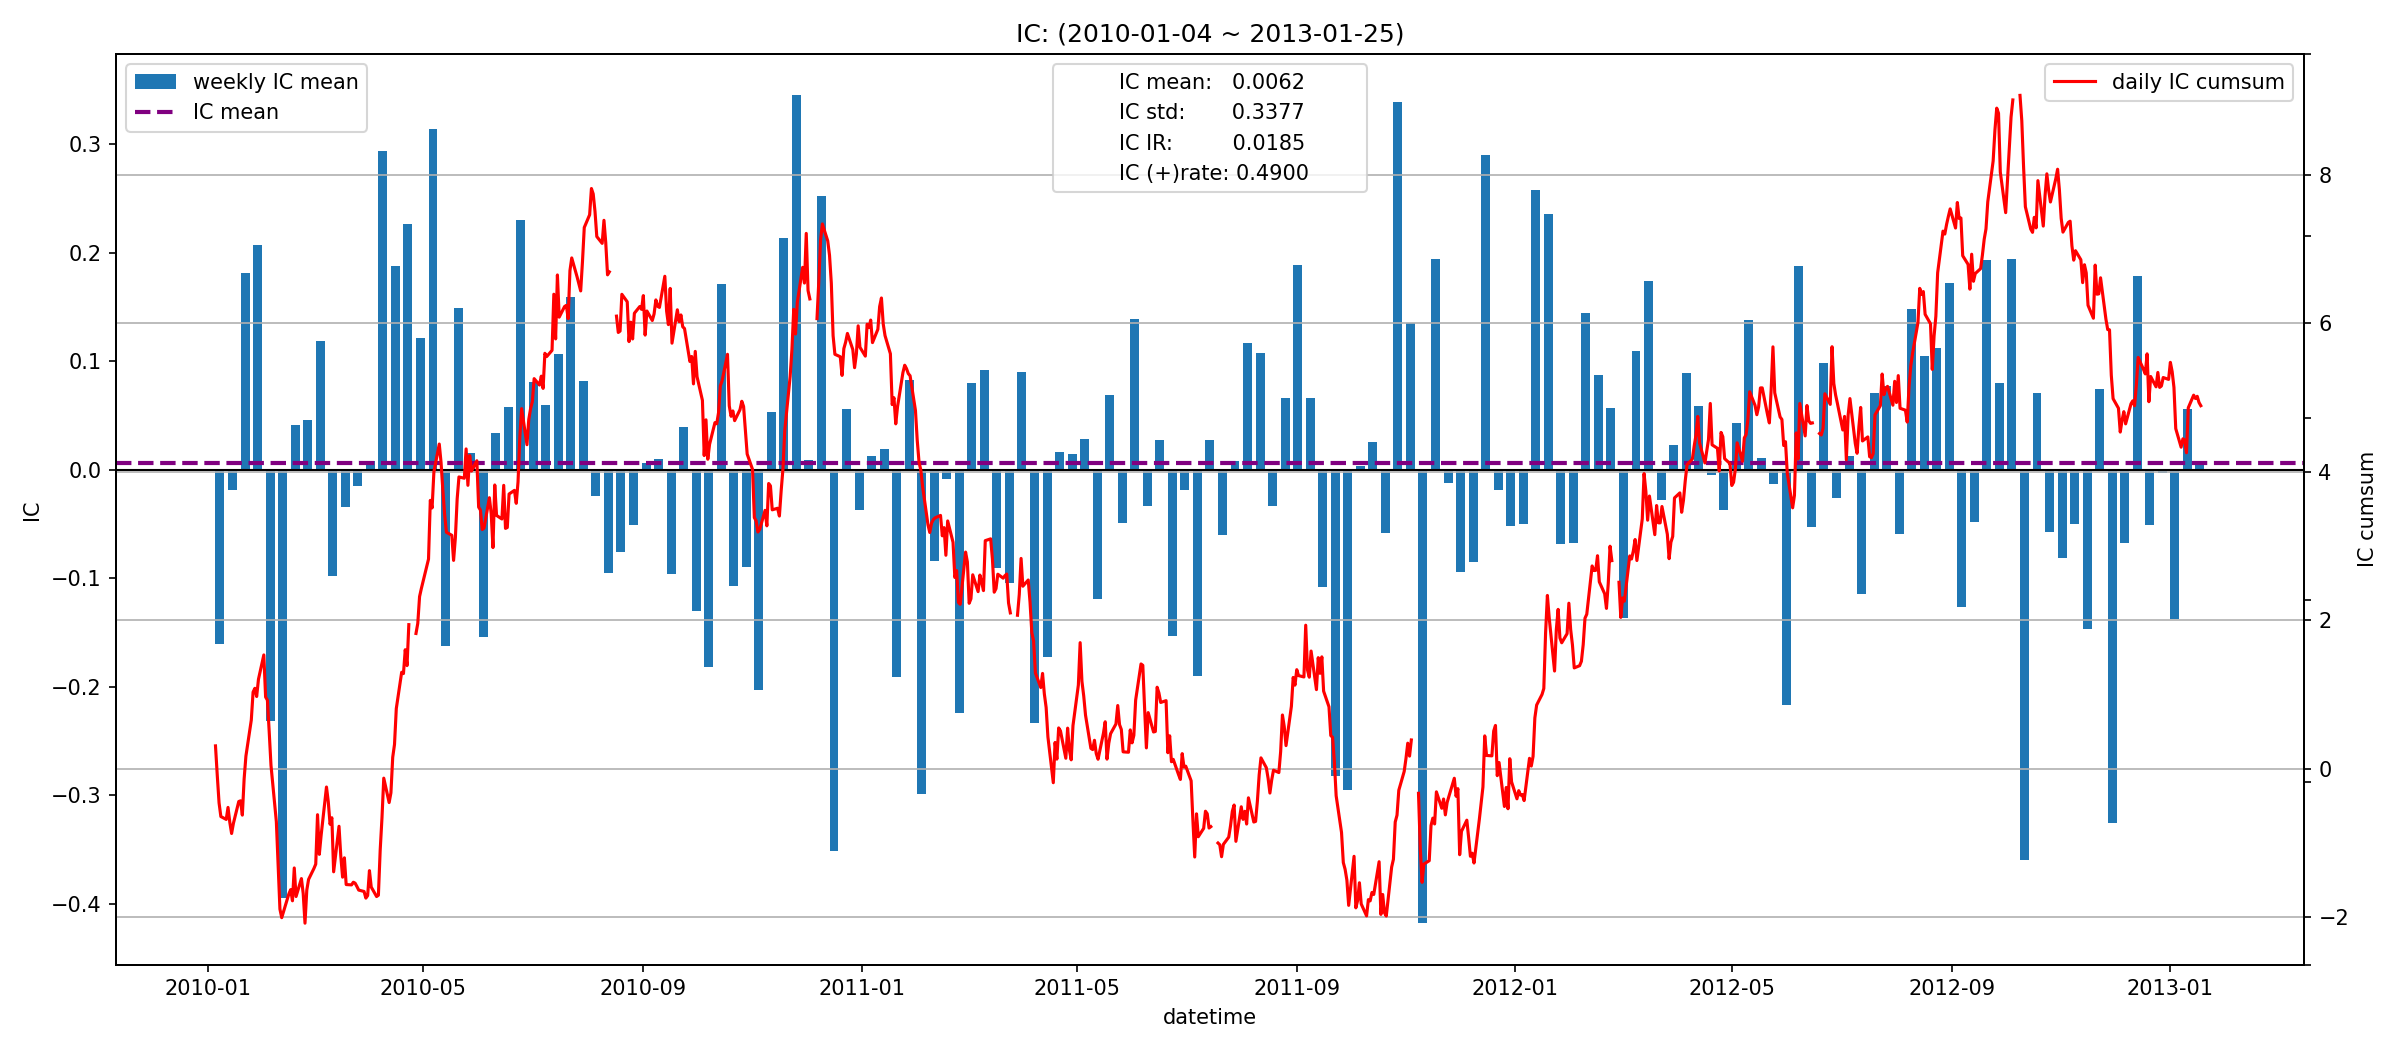 IC: (2010-01-04 ~ 2013-01-25)
weekly IC mean
IC mean
IC mean: 0.0062
IC std: 0.3377
IC IR: 0.0185
IC (+)rate: 0.4900
daily IC cumsum
IC
0.3
0.2
0.1
0.0
−0.1
−0.2
−0.3
−0.4
8
6
4
2
0
−2
IC cumsum
2010-01
2010-05
2010-09
2011-01
2011-05
2011-09
2012-01
2012-05
2012-09
2013-01
datetime